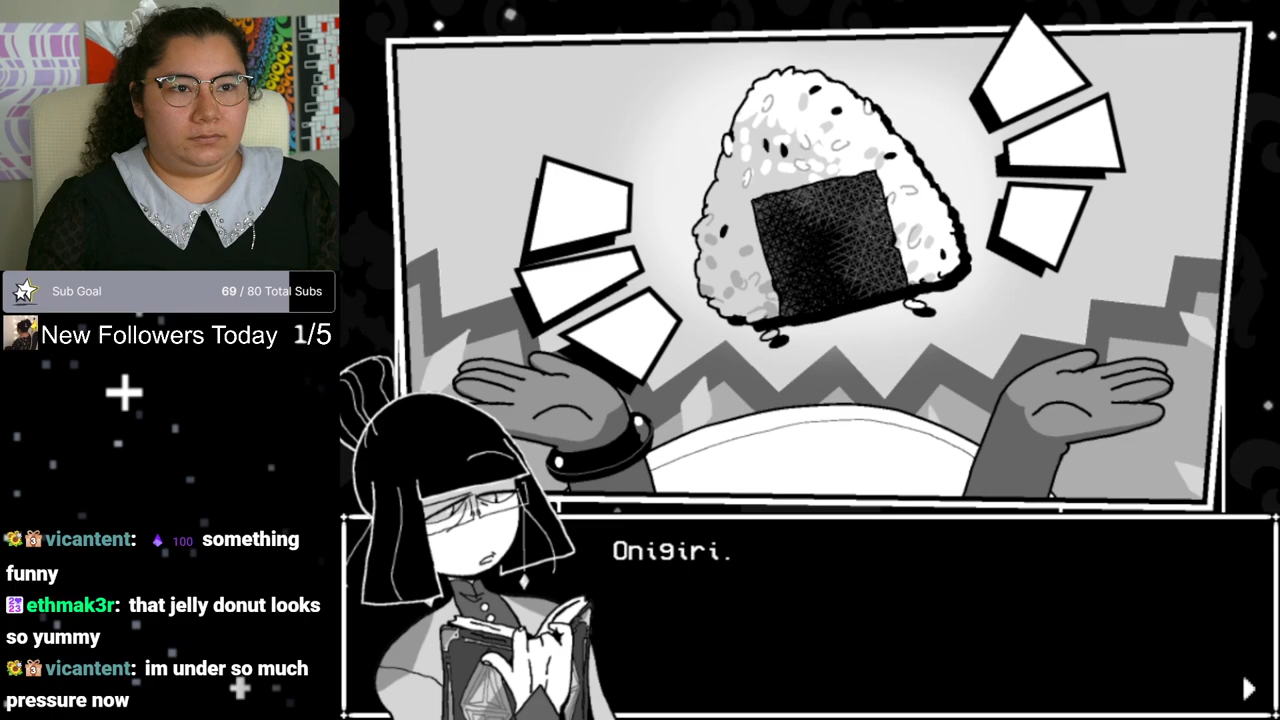 Sub Goal 69 / 80 Total Subs
New Followers Today 1/5
vicantent: 100 something
funny
ethmak3r: that jelly donut looks
so yummy
vicantent: im under so much
pressure now
Onigiri.